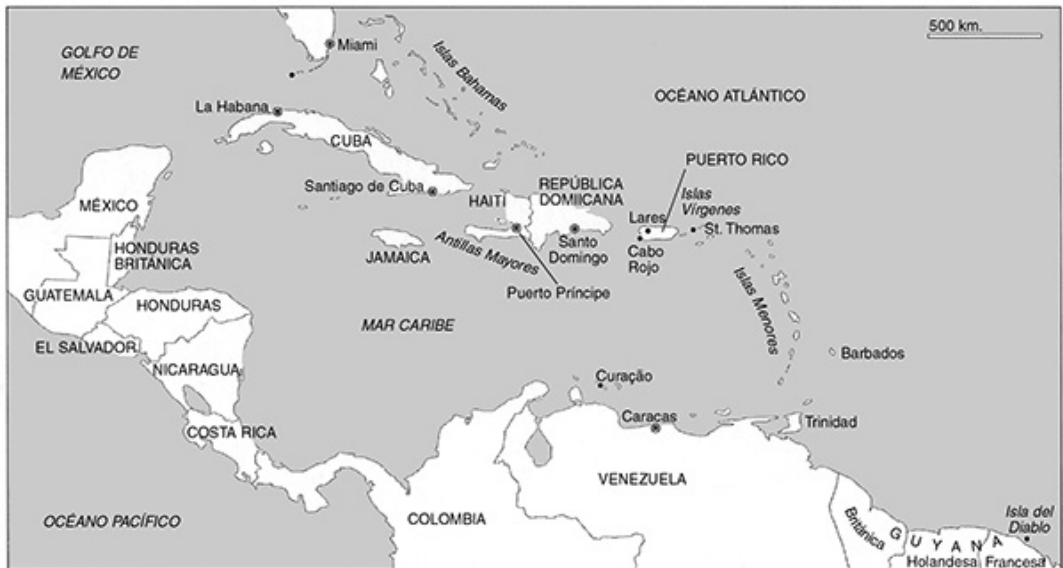 500 km.
GOLFO DE
MÉXICO
Miami
Islas Bahamas
OCÉANO ATLÁNTICO
La Habana
CUBA
PUERTO RICO
Santiago de Cuba
HAITÍ
REPÚBLICA
DOMIICANA
Islas
Vírgenes
MÉXICO
Lares
St. Thomas
HONDURAS
BRITÁNICA
JAMAICA
Antillas Mayores
Santo
Domingo
Cabo
Rojo
Puerto Príncipe
GUATEMALA
HONDURAS
Islas Menores
MAR CARIBE
EL SALVADOR
NICARAGUA
Barbados
Curaçao
Caracas
Trinidad
COSTA RICA
VENEZUELA
OCÉANO PACÍFICO
COLOMBIA
Isla del
Diablo
GUYANA
Británica
Holandesa
Francesa